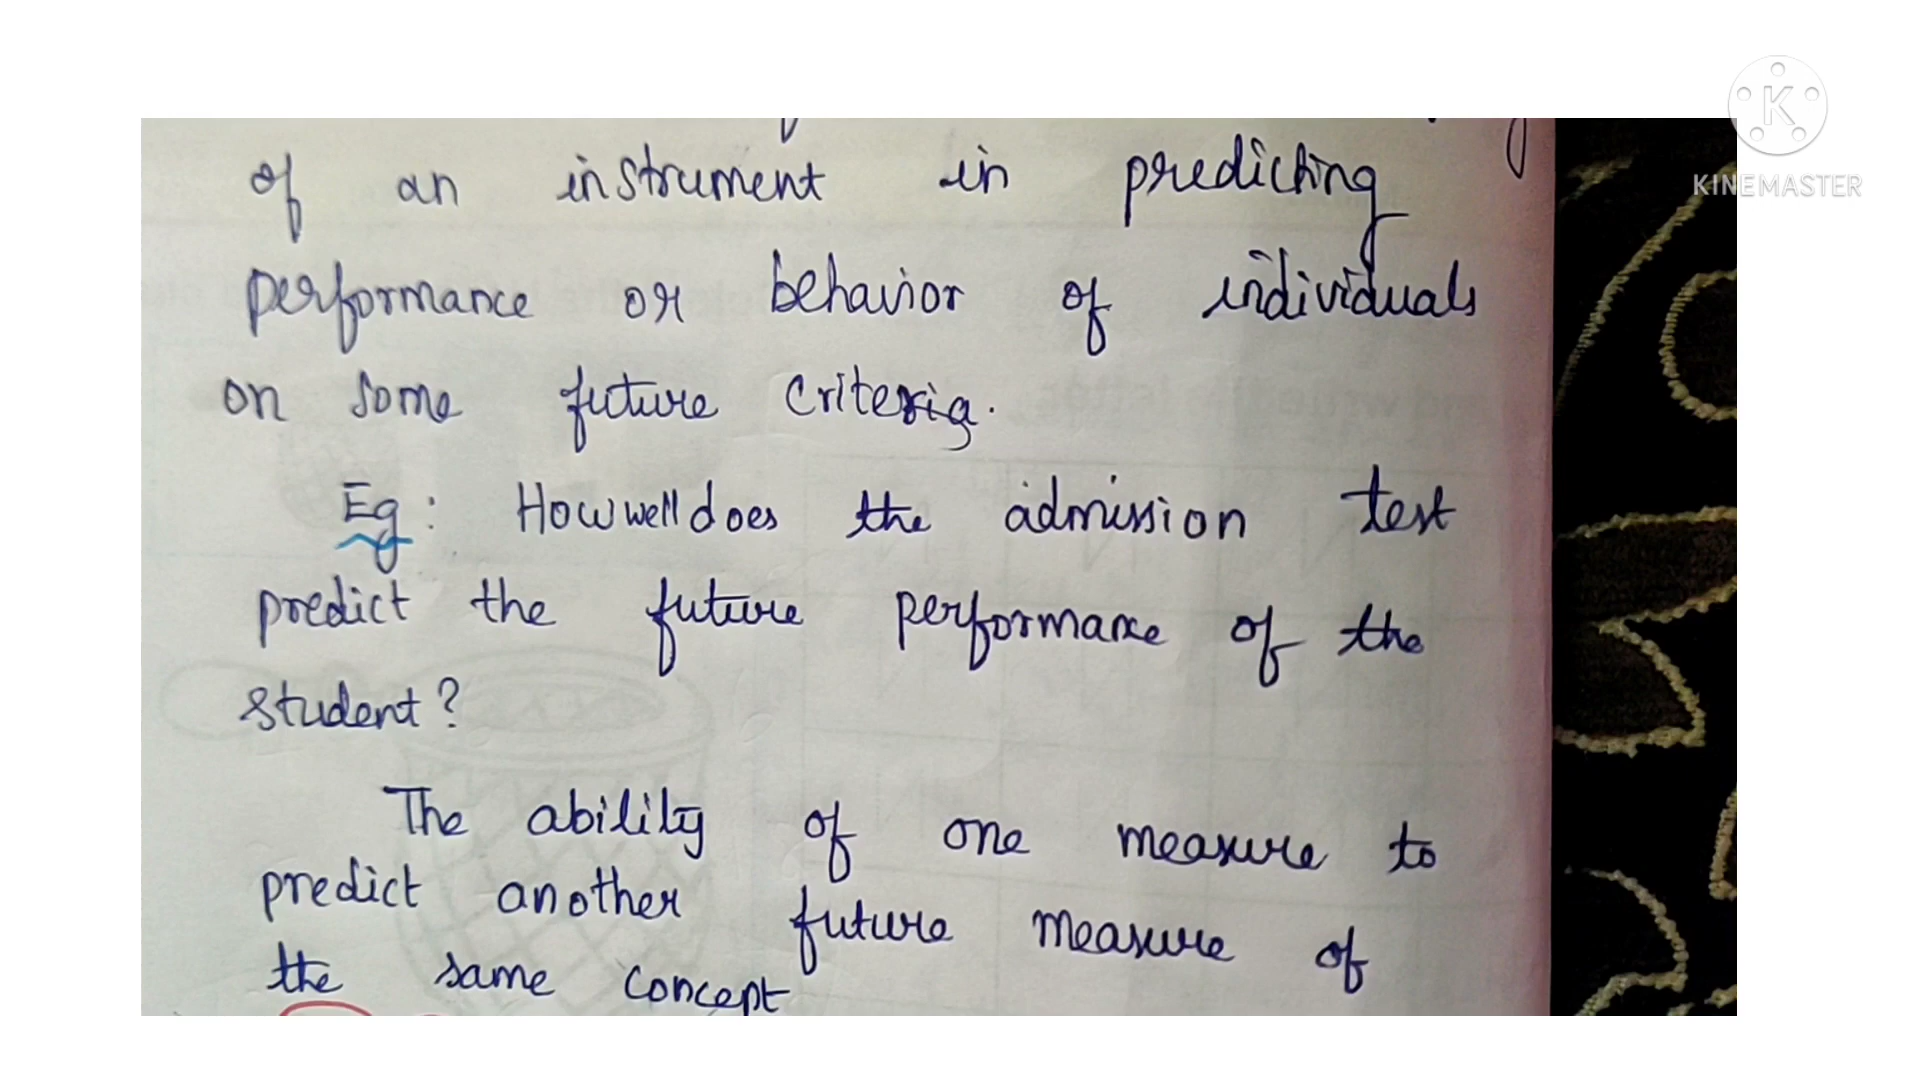 of an instrument in predicting
performance or behavior of individuals
on some future criteria.
Eg: How well does the admission test
predict the future performance of the
student?
The ability of one measure to
predict another future measure of
the same concept
KINEMASTER